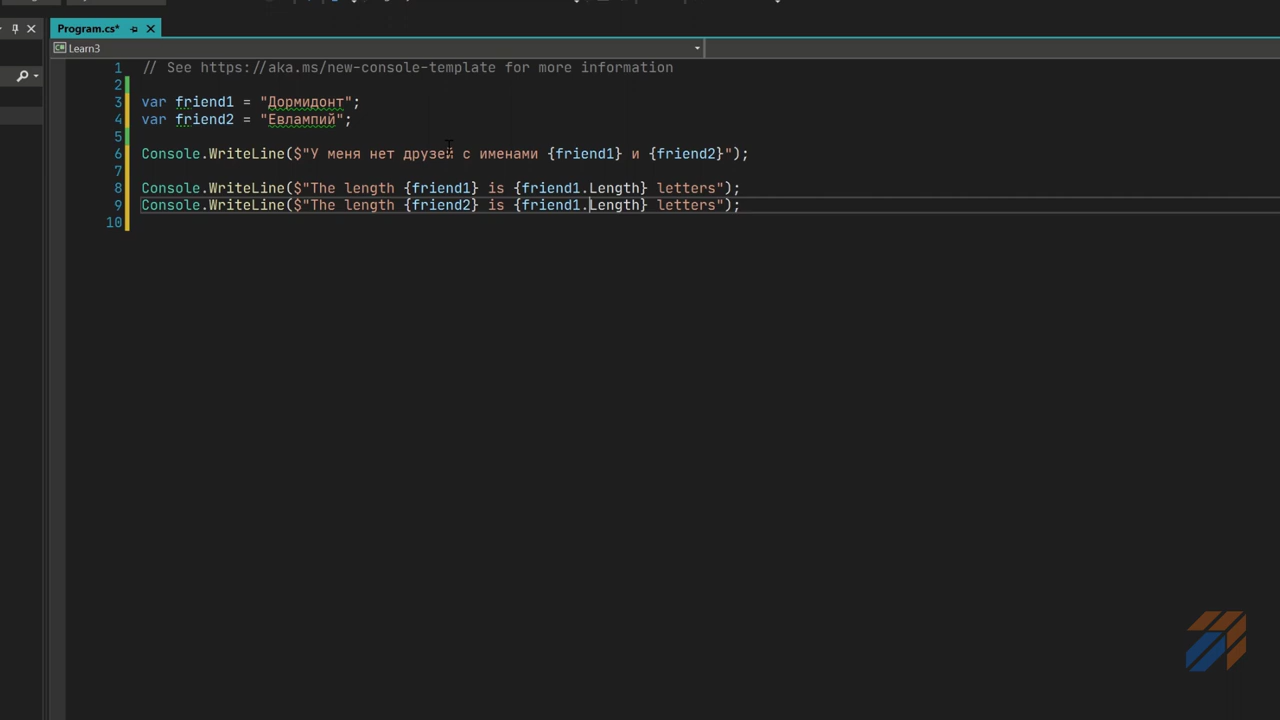 Program.cs*
Learn3
1 // See https://aka.ms/new-console-template for more information
2
3 var friend1 = "Дормидонт";
4 var friend2 = "Евлампий";
5
6 Console.WriteLine($"У меня нет друзей с именами {friend1} и {friend2}");
7
8 Console.WriteLine($"The length {friend1} is {friend1.Length} letters");
9 Console.WriteLine($"The length {friend2} is {friend1.Length} letters");
10